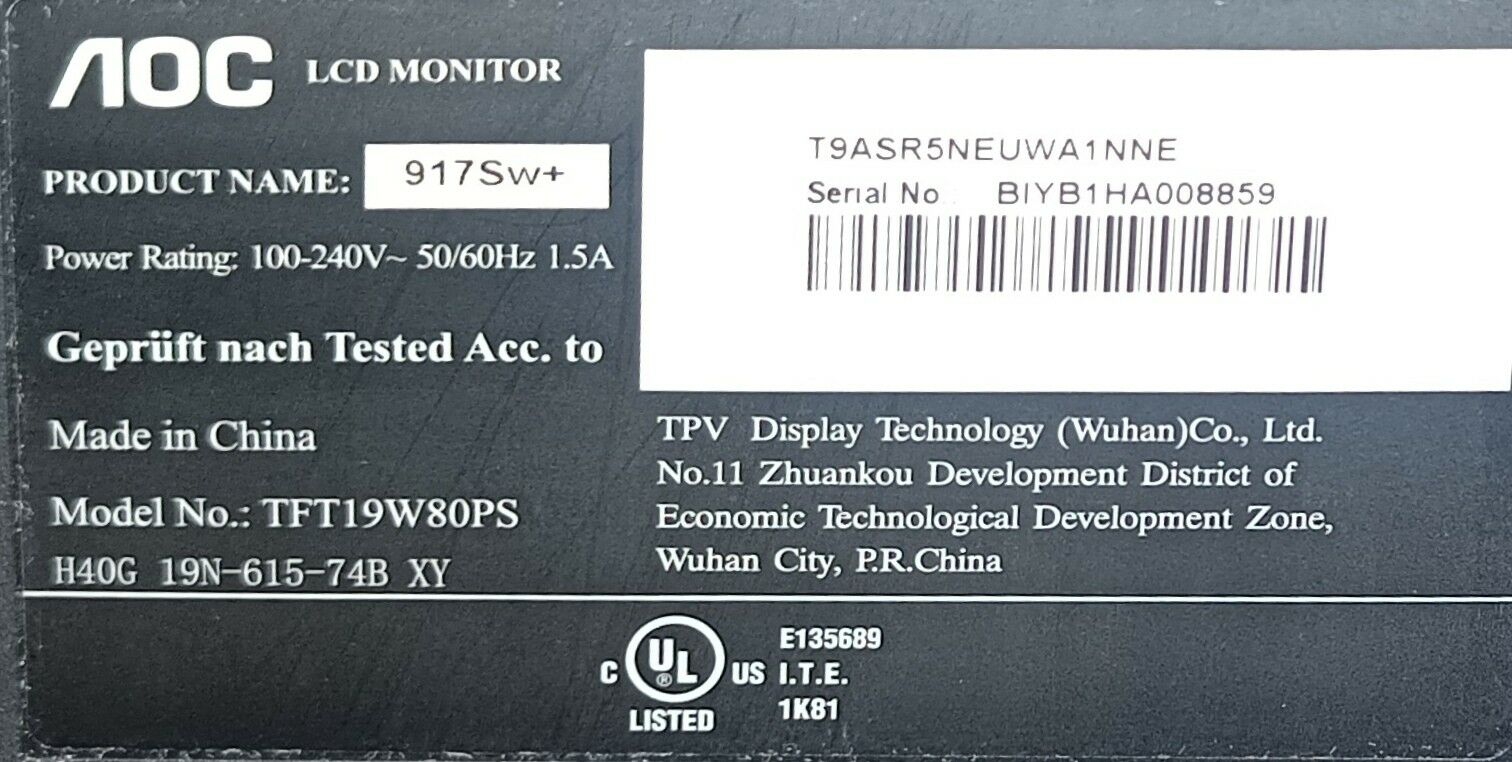 AOC LCD MONITOR
PRODUCT NAME: 917Sw+
Power Rating: 100-240V~ 50/60Hz 1.5A
Geprüft nach Tested Acc. to
Made in China
Model No.: TFT19W80PS
H40G 19N-615-74B XY
T9ASR5NEUWA1NNE
Serial No.: BIYB1HA008859
TPV Display Technology (Wuhan)Co., Ltd.
No.11 Zhuankou Development District of
Economic Technological Development Zone,
Wuhan City, P.R.China
C UL® US
LISTED
E135689
I.T.E.
1K81